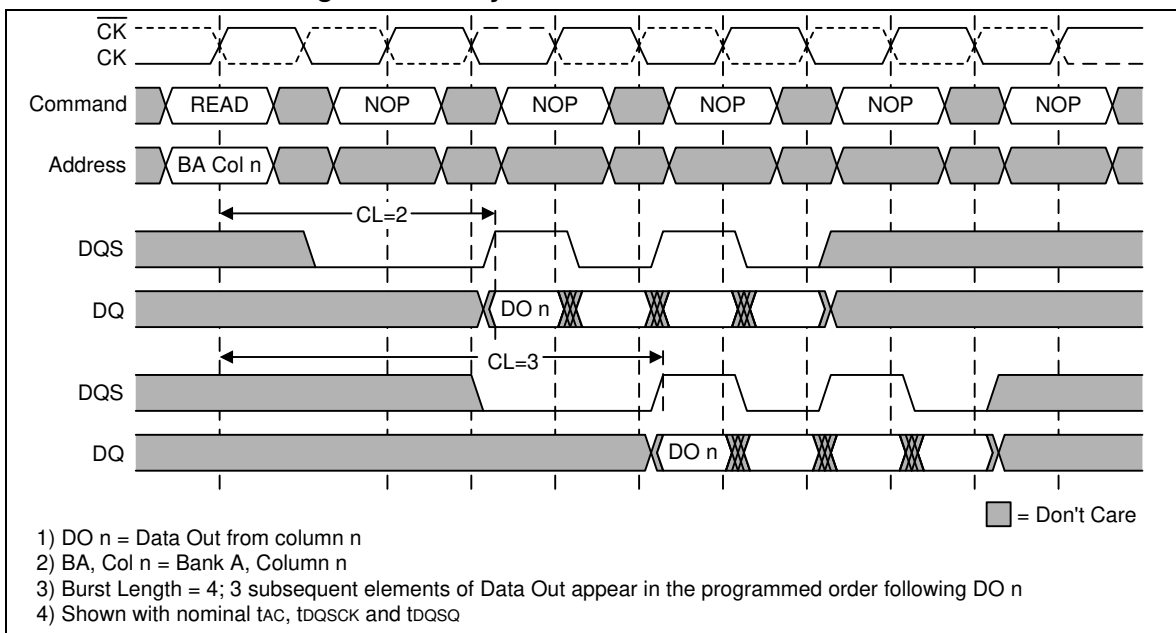 CK
CK
Command READ NOP NOP NOP NOP NOP
Address BA Col n
CL=2
DQS
DQ DO n
CL=3
DQS
DQ DO n
= Don't Care
1) DO n = Data Out from column n
2) BA, Col n = Bank A, Column n
3) Burst Length = 4; 3 subsequent elements of Data Out appear in the programmed order following DO n
4) Shown with nominal tAC, tDQSCK and tDQSQ